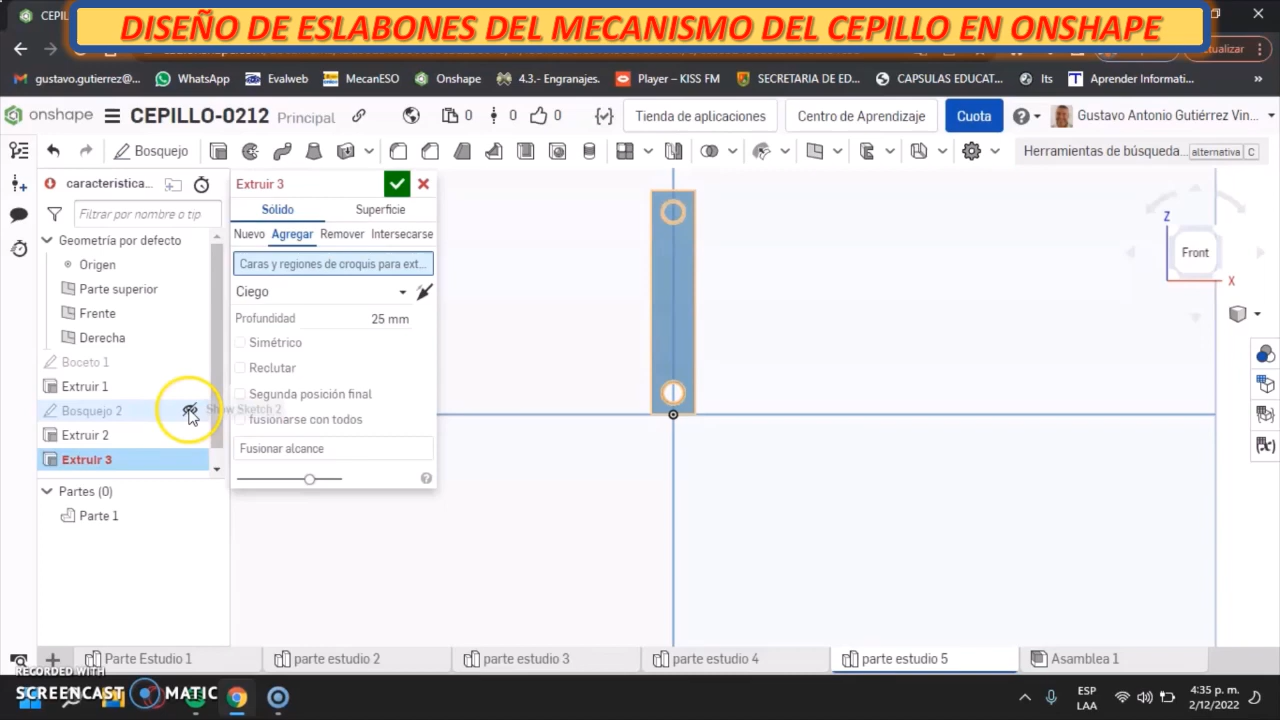 CEPIL
DISEÑO DE ESLABONES DEL MECANISMO DEL CEPILLO EN ONSHAPE
alizar
gustavo.gutierrez@... WhatsApp Evalweb MecanESO Onshape 4.3.- Engranajes. Player – KISS FM SECRETARIA DE ED... CAPSULAS EDUCAT... Its Aprender Informati... »
onshape CEPILLO-0212 Principal 0 0 0 Tienda de aplicaciones Centro de Aprendizaje Cuota Gustavo Antonio Gutiérrez Vin...
Bosquejo Herramientas de búsqueda... alternativa C
caracteristica...
Filtrar por nombre o tip
Geometría por defecto
Origen
Parte superior
Frente
Derecha
Boceto 1
Extruir 1
Bosquejo 2
Show Sketch 2
Extruir 2
Extruir 3
Partes (0)
Parte 1
Extruir 3
Sólido Superficie
Nuevo Agregar Remover Intersecarse
Caras y regiones de croquis para ext...
Ciego
Profundidad 25 mm
Simétrico
Reclutar
Segunda posición final
fusionarse con todos
Fusionar alcance
Z
Front
X
Parte Estudio 1 parte estudio 2 parte estudio 3 parte estudio 4 parte estudio 5 Asamblea 1
RECORDED WITH
SCREENCAST MATIC
ESP
LAA
4:35 p. m.
2/12/2022